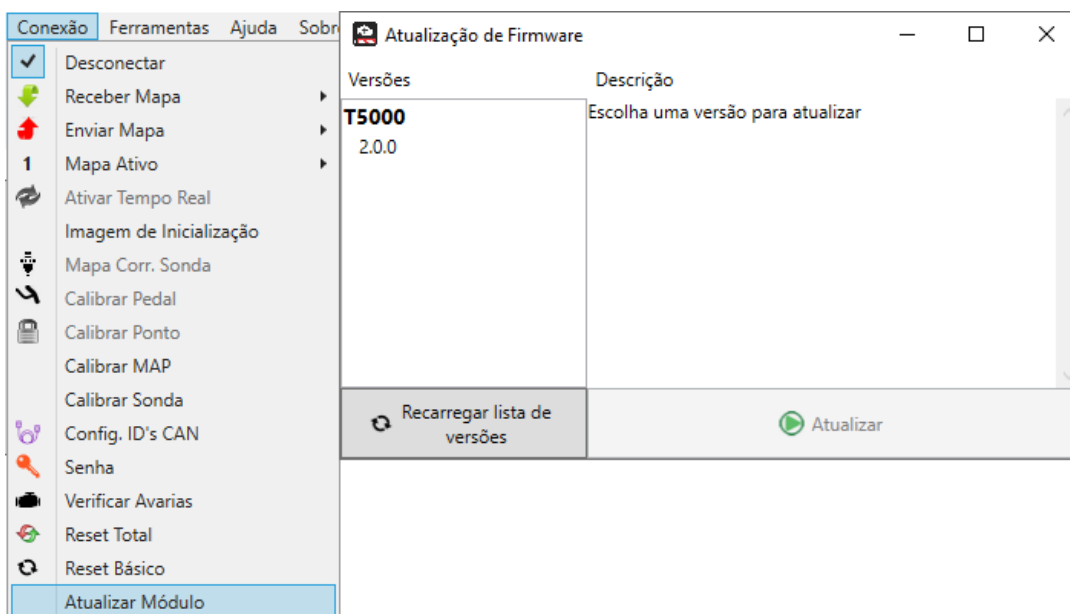 Conexão Ferramentas Ajuda Sobr
Desconectar
Receber Mapa
Enviar Mapa
1 Mapa Ativo
Ativar Tempo Real
Imagem de Inicialização
Mapa Corr. Sonda
Calibrar Pedal
Calibrar Ponto
Calibrar MAP
Calibrar Sonda
Config. ID's CAN
Senha
Verificar Avarias
Reset Total
Reset Básico
Atualizar Módulo
Atualização de Firmware
Versões Descrição
T5000
2.0.0
Escolha uma versão para atualizar
Recarregar lista de
versões
Atualizar